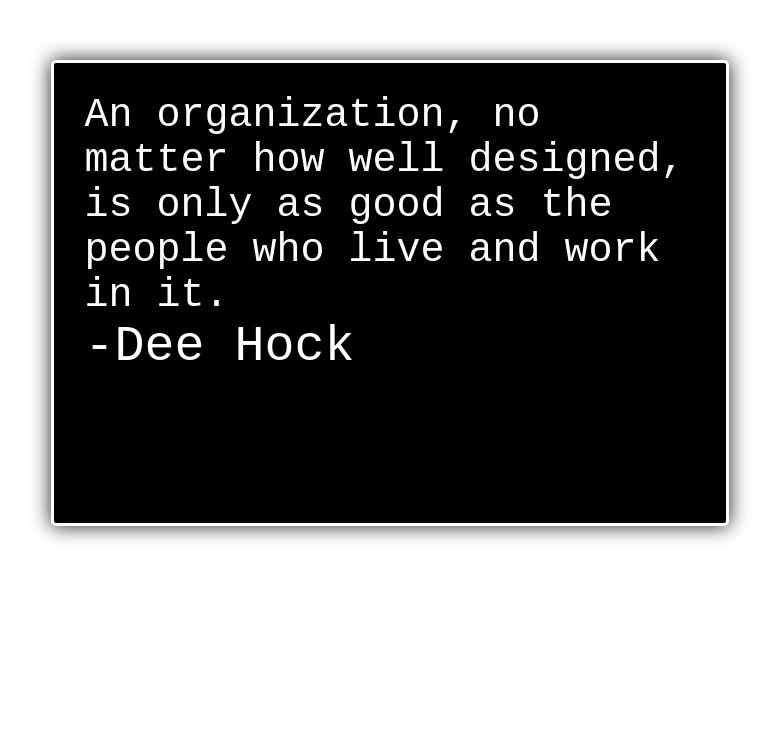 An organization, no
matter how well designed,
is only as good as the
people who live and work
in it.
-Dee Hock